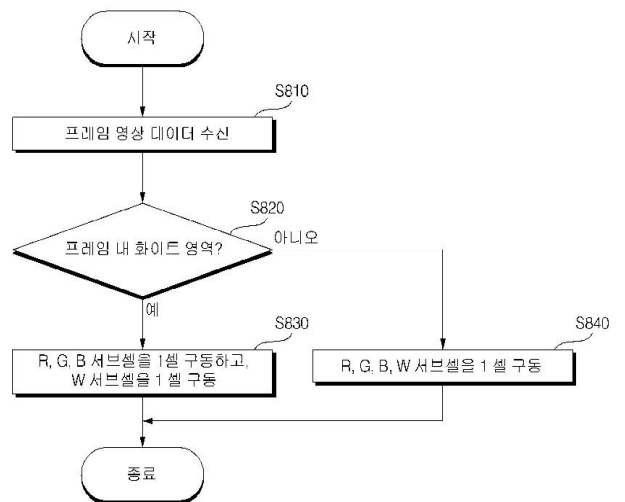 시작
S810
프레임 영상 데이터 수신
S820
프레임 내 화이트 영역?
아니오
예
S830
R, G, B 서브셀을 1셀 구동하고,
W 서브셀을 1 셀 구동
S840
R, G, B, W 서브셀을 1 셀 구동
종료